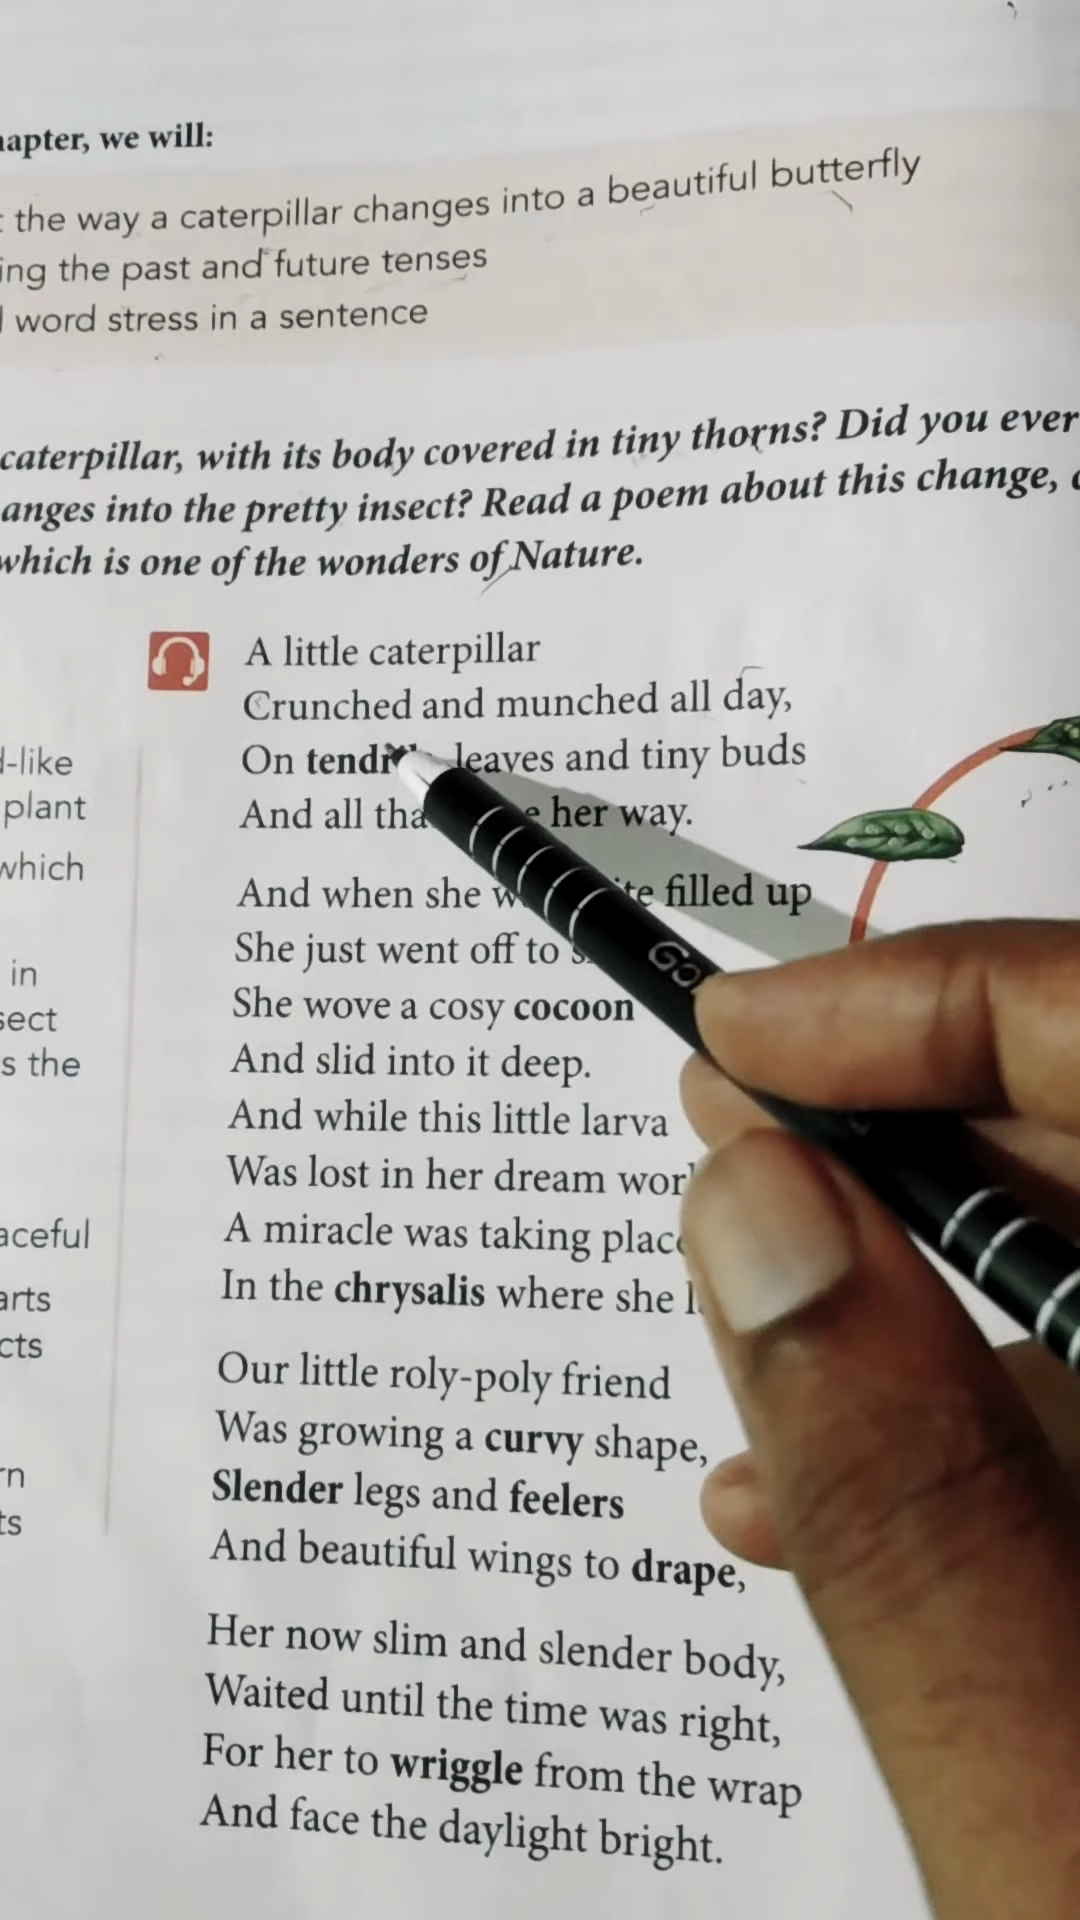 hapter, we will:
the way a caterpillar changes into a beautiful butterfly
ing the past and future tenses
word stress in a sentence
caterpillar, with its body covered in tiny thorns? Did you ever
anges into the pretty insect? Read a poem about this change,
which is one of the wonders of Nature.
A little caterpillar
Crunched and munched all day,
On leaves and tiny buds
And all her way.
And when she filled up
She just went off to
She wove a cosy cocoon
And slid into it deep.
And while this little larva
Was lost in her dream
A miracle was taking
In the chrysalis where she
Our little roly-poly friend
Was growing a curvy shape,
Slender legs and feelers
And beautiful wings to drape,
Her now slim and slender body,
Waited until the time was right,
For her to wriggle from the wrap
And face the daylight bright.
-like
plant
which
in
sect
s the
aceful
arts
cts
rn
ts
Go